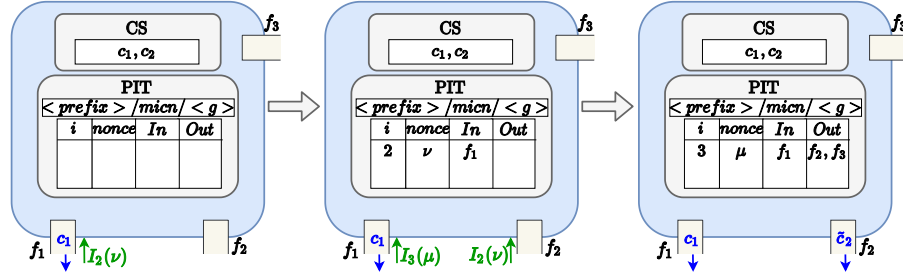 CS
c₁, c₂
f₃
PIT
< prefix > /micn/ < g >
i nonce In Out
f₁ c₁ I₂(ν) f₂
CS
c₁, c₂
f₃
PIT
< prefix > /micn/ < g >
i nonce In Out
2 ν f₁
f₁ c₁ I₃(μ) I₂(ν) f₂
CS
c₁, c₂
f₃
PIT
< prefix > /micn/ < g >
i nonce In Out
3 μ f₁ f₂, f₃
f₁ c₁ c̃₂ f₂